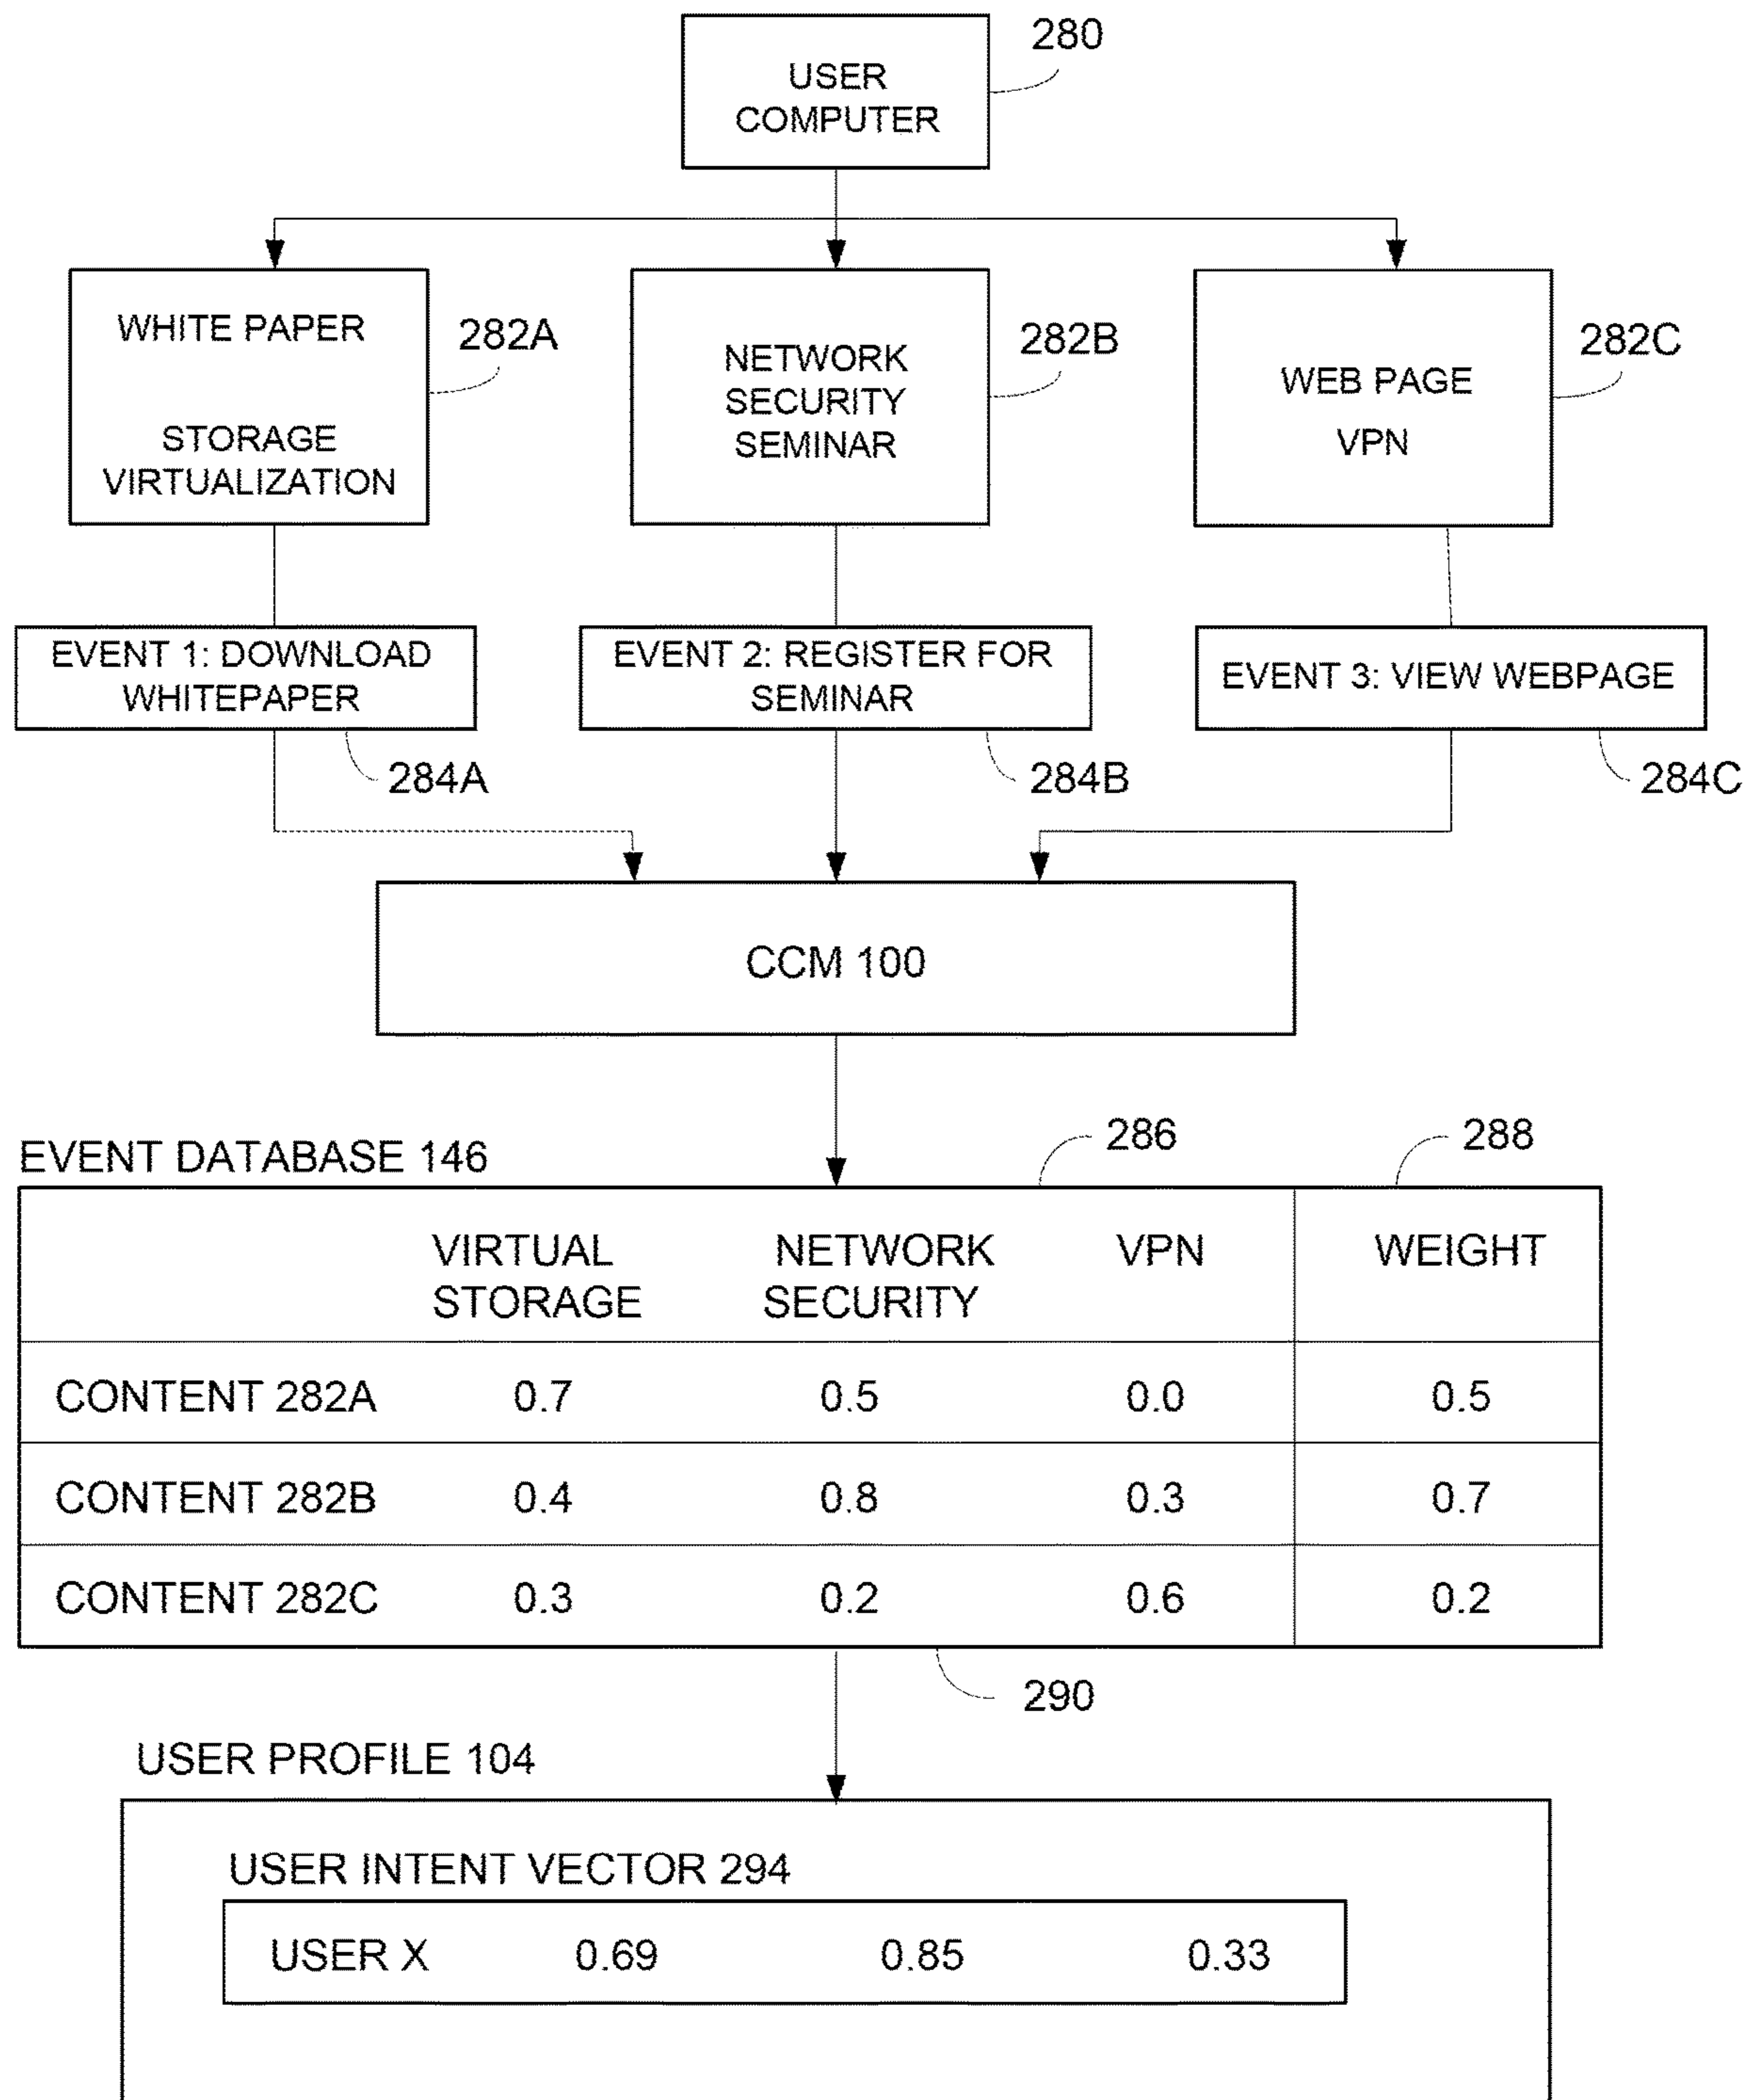 280
USER
COMPUTER
WHITE PAPER
STORAGE
VIRTUALIZATION
282A
NETWORK
SECURITY
SEMINAR
282B
WEB PAGE
VPN
282C
EVENT 1: DOWNLOAD
WHITEPAPER
284A
EVENT 2: REGISTER FOR
SEMINAR
284B
EVENT 3: VIEW WEBPAGE
284C
CCM 100
EVENT DATABASE 146
286
288
VIRTUAL NETWORK VPN WEIGHT
STORAGE SECURITY
CONTENT 282A 0.7 0.5 0.0 0.5
CONTENT 282B 0.4 0.8 0.3 0.7
CONTENT 282C 0.3 0.2 0.6 0.2
290
USER PROFILE 104
USER INTENT VECTOR 294
USER X 0.69 0.85 0.33